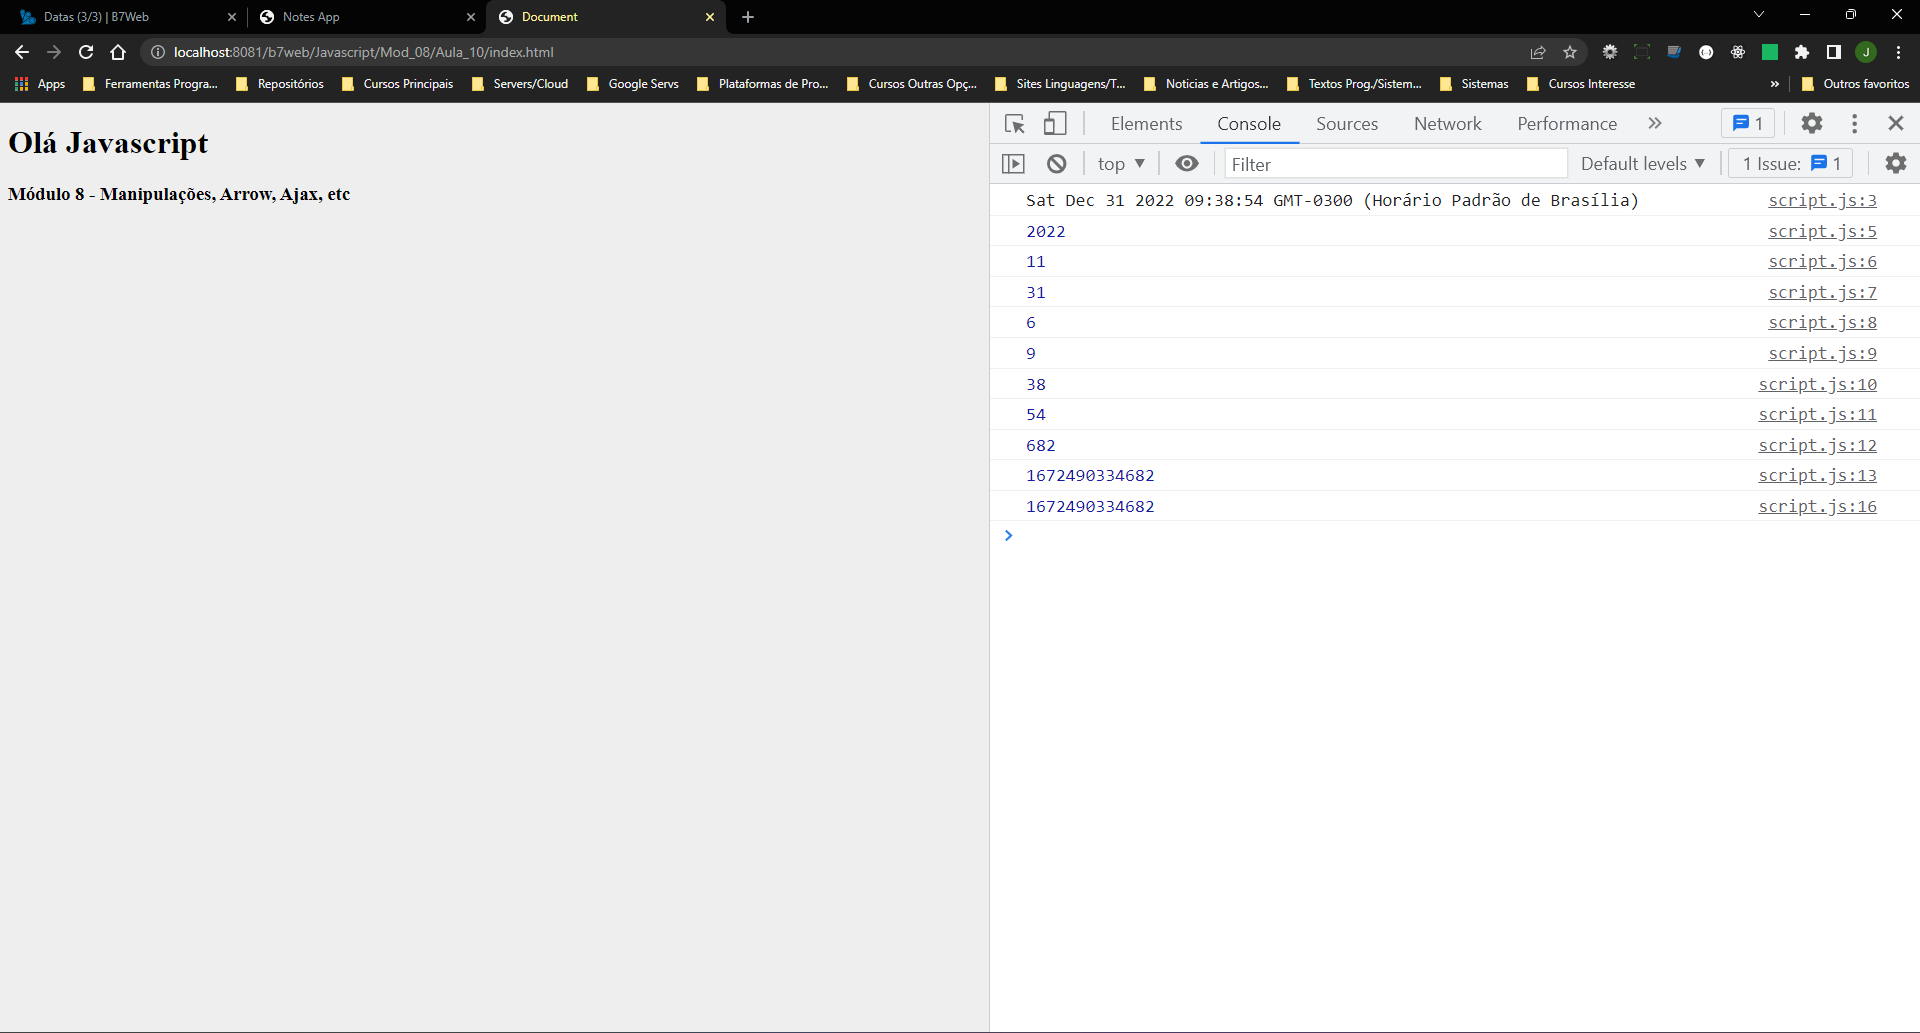 Datas (3/3) | B7Web
Notes App
Document
localhost:8081/b7web/Javascript/Mod_08/Aula_10/index.html
J
Apps
Ferramentas Progra...
Repositórios
Cursos Principais
Servers/Cloud
Google Servs
Plataformas de Pro...
Cursos Outras Opç...
Sites Linguagens/T...
Noticias e Artigos...
Textos Prog./Sistem...
Sistemas
Cursos Interesse
»
Outros favoritos
Olá Javascript
Módulo 8 - Manipulações, Arrow, Ajax, etc
Elements
Console
Sources
Network
Performance
1
top
Filter
Default levels
1 Issue: 1
Sat Dec 31 2022 09:38:54 GMT-0300 (Horário Padrão de Brasília) script.js:3
2022 script.js:5
11 script.js:6
31 script.js:7
6 script.js:8
9 script.js:9
38 script.js:10
54 script.js:11
682 script.js:12
1672490334682 script.js:13
1672490334682 script.js:16